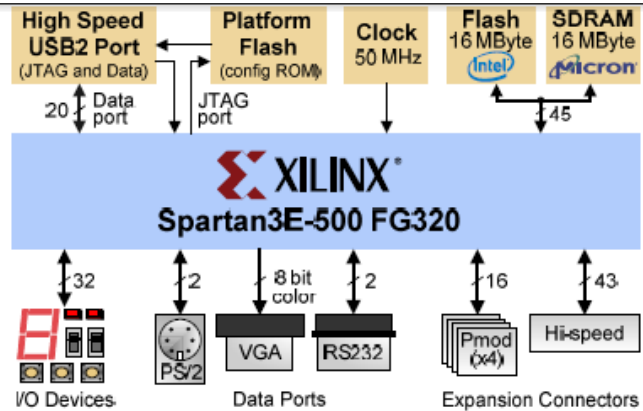 High Speed
USB2 Port
(JTAG and Data)
Platform
Flash
(config ROM)
Clock
50 MHz
Flash
16 MByte
intel
SDRAM
16 MByte
Micron
20
Data
port
JTAG
port
45
XILINX®
Spartan3E-500 FG320
32
2
8 bit
color
2
16
43
PS/2
VGA
RS232
Pmod
(x4)
Hi-speed
I/O Devices
Data Ports
Expansion Connectors